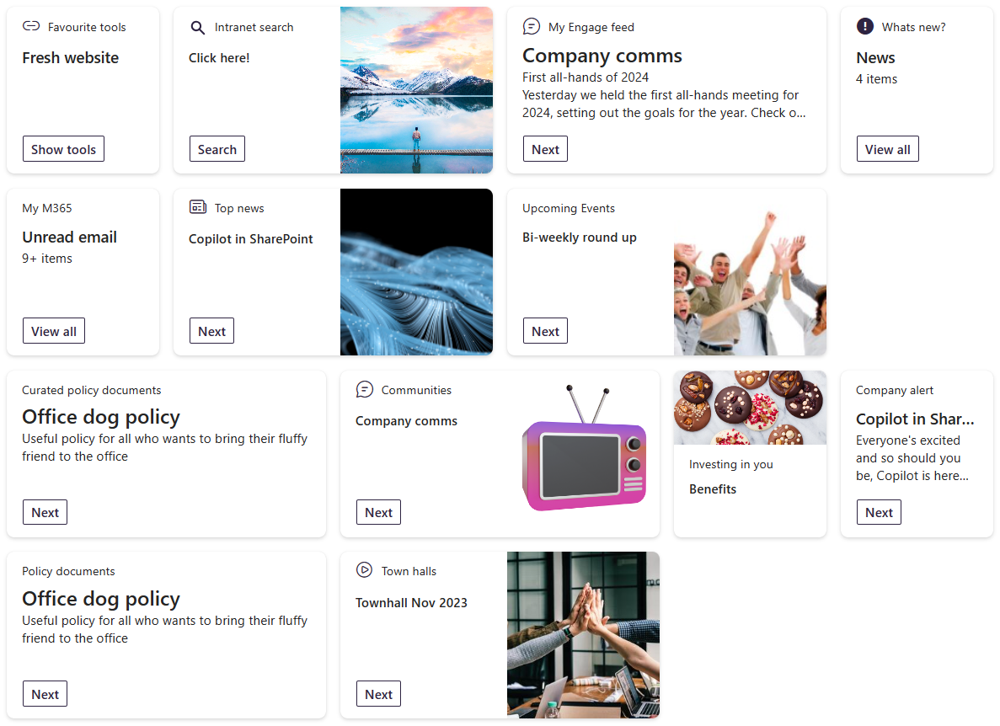 Favourite tools
Fresh website
Show tools
Intranet search
Click here!
Search
My Engage feed
Company comms
First all-hands of 2024
Yesterday we held the first all-hands meeting for
2024, setting out the goals for the year. Check o...
Next
Whats new?
News
4 items
View all
My M365
Unread email
9+ items
View all
Top news
Copilot in SharePoint
Next
Upcoming Events
Bi-weekly round up
Next
Curated policy documents
Office dog policy
Useful policy for all who wants to bring their fluffy
friend to the office
Next
Communities
Company comms
Next
Investing in you
Benefits
Company alert
Copilot in Shar...
Everyone's excited
and so should you
be, Copilot is here...
Next
Policy documents
Office dog policy
Useful policy for all who wants to bring their fluffy
friend to the office
Next
Town halls
Townhall Nov 2023
Next